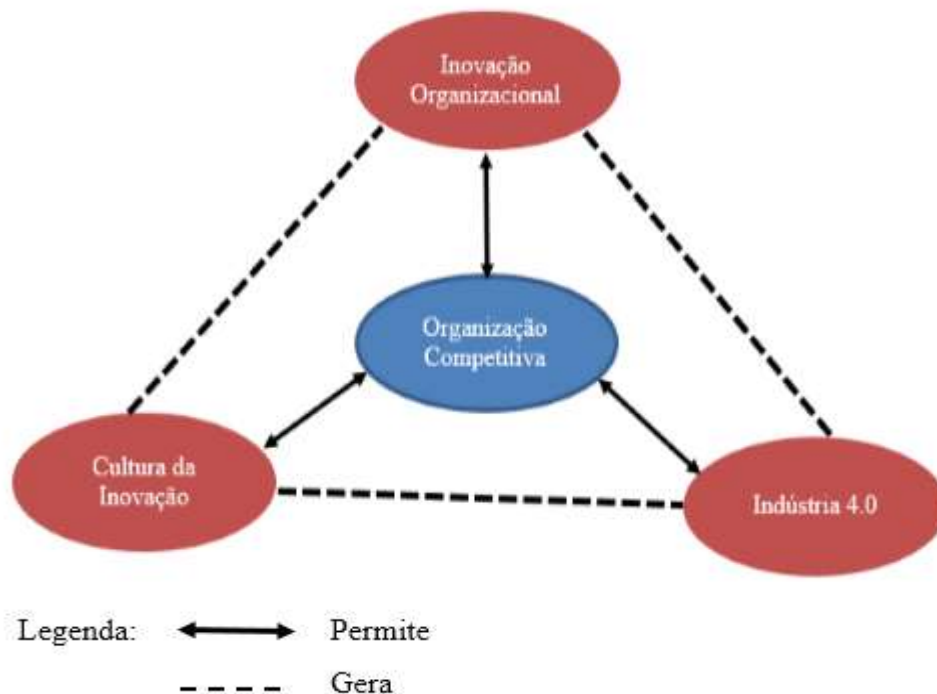 Inovação
Organizacional
Organização
Competitiva
Cultura da
Inovação
Indústria 4.0
Legenda:
Permite
Gera